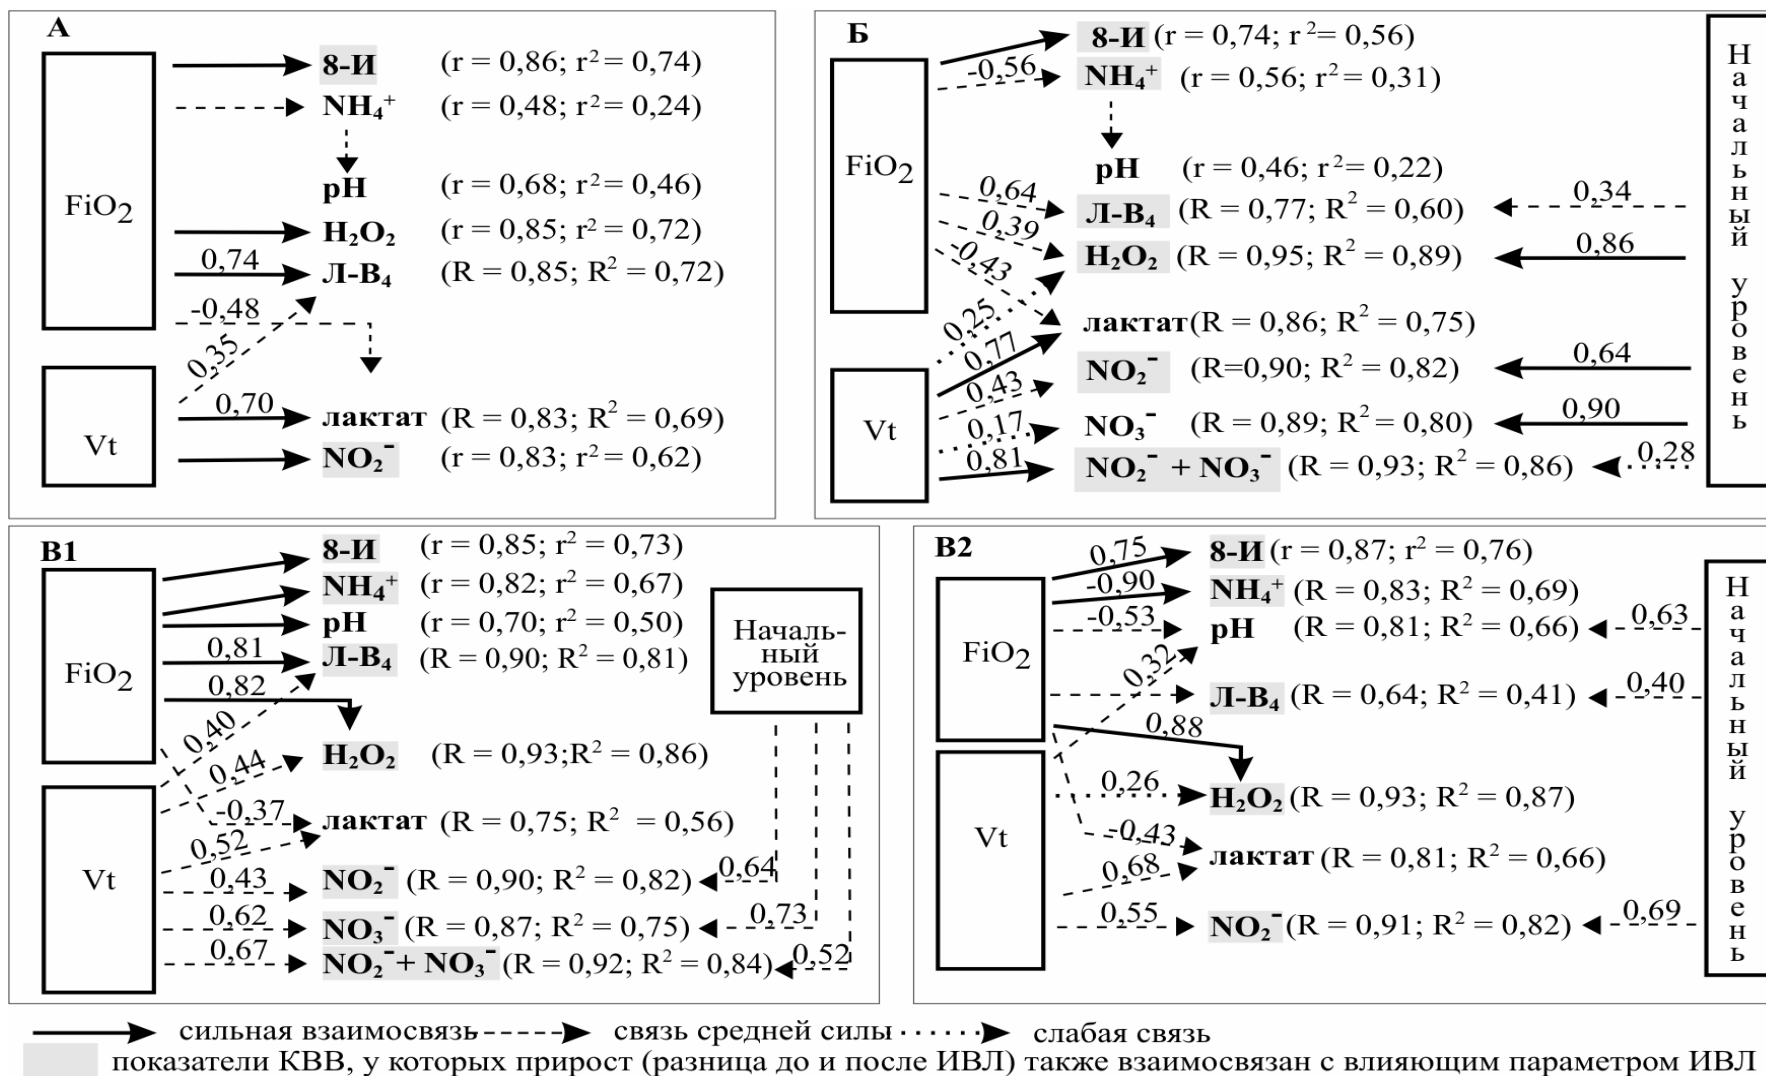 А
FiO2
8-И (r = 0,86; r² = 0,74)
NH₄⁺ (r = 0,48; r² = 0,24)
pH (r = 0,68; r² = 0,46)
H₂O₂ (r = 0,85; r² = 0,72)
0,74
Л-В₄ (R = 0,85; R² = 0,72)
-0,48
0,35
Vt
0,70
лактат (R = 0,83; R² = 0,69)
NO₂⁻ (r = 0,83; r² = 0,62)
Б
FiO2
8-И (r = 0,74; r² = 0,56)
-0,56
NH₄⁺ (r = 0,56; r² = 0,31)
pH (r = 0,46; r² = 0,22)
0,64
Л-В₄ (R = 0,77; R² = 0,60)
0,34
0,39
H₂O₂ (R = 0,95; R² = 0,89)
0,86
-0,43
0,25
лактат(R = 0,86; R² = 0,75)
0,77
Vt
0,43
NO₂⁻ (R=0,90; R² = 0,82)
0,64
0,17
NO₃⁻ (R = 0,89; R² = 0,80)
0,90
0,81
NO₂⁻ + NO₃⁻ (R = 0,93; R² = 0,86)
0,28
Начальный уровень
В1
FiO2
8-И (r = 0,85; r² = 0,73)
NH₄⁺ (r = 0,82; r² = 0,67)
pH (r = 0,70; r² = 0,50)
0,81
Л-В₄ (R = 0,90; R² = 0,81)
0,82
0,40
0,44
H₂O₂ (R = 0,93;R² = 0,86)
Vt
-0,37
лактат (R = 0,75; R² = 0,56)
0,52
0,43
NO₂⁻ (R = 0,90; R² = 0,82)
0,64
0,62
NO₃⁻ (R = 0,87; R² = 0,75)
0,73
0,67
NO₂⁻+ NO₃⁻ (R = 0,92; R² = 0,84)
0,52
Началь-
ный
уровень
В2
FiO2
0,75
8-И (r = 0,87; r² = 0,76)
-0,90
NH₄⁺ (R = 0,83; R² = 0,69)
-0,53
pH (R = 0,81; R² = 0,66)
0,63
0,32
Л-В₄ (R = 0,64; R² = 0,41)
0,40
0,88
Vt
0,26
H₂O₂ (R = 0,93; R² = 0,87)
-0,43
лактат (R = 0,81; R² = 0,66)
0,68
0,55
NO₂⁻ (R = 0,91; R² = 0,82)
0,69
Начальный уровень
сильная взаимосвязь связь средней силы слабая связь
показатели КВВ, у которых прирост (разница до и после ИВЛ) также взаимосвязан с влияющим параметром ИВЛ